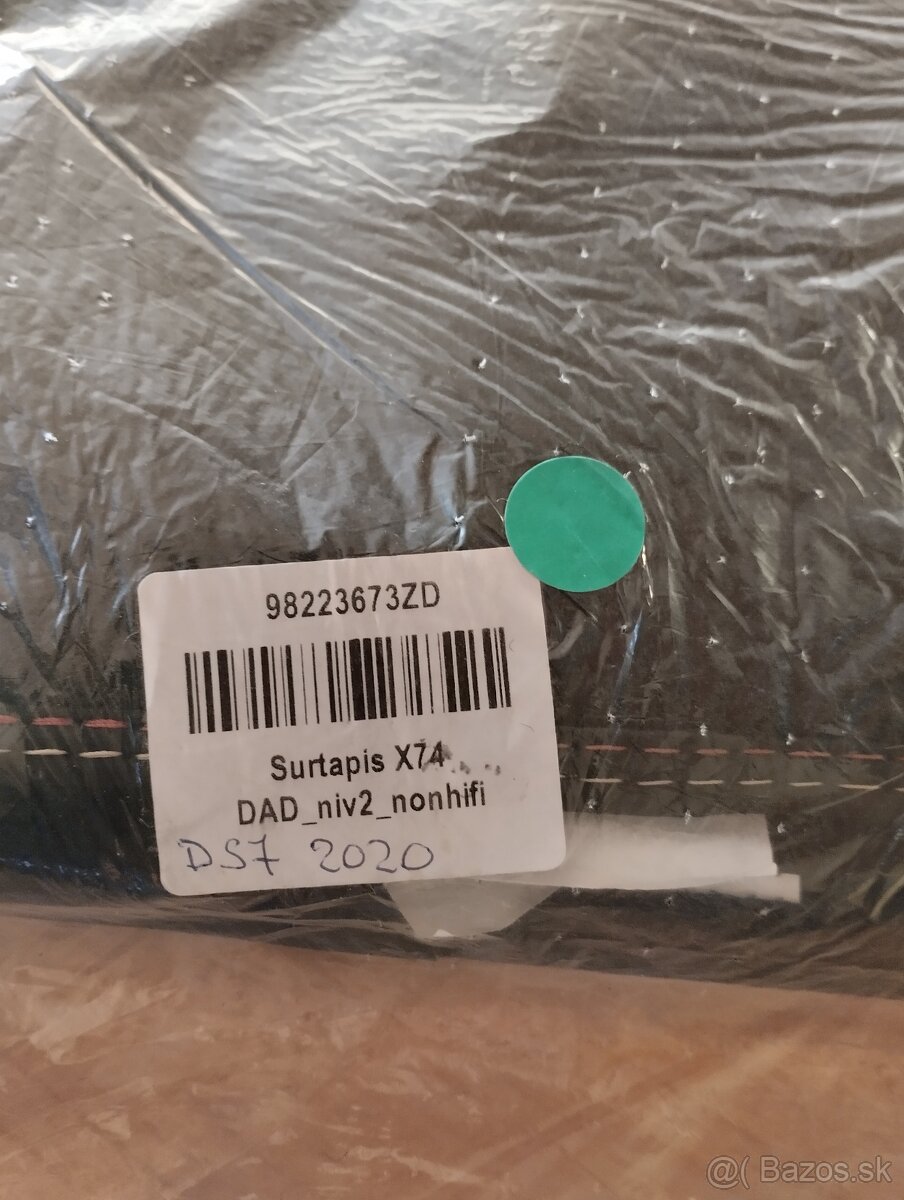 98223673ZD
Surtapis X74
DAD_niv2_nonhifi
DS7 2020
@( Bazos.sk